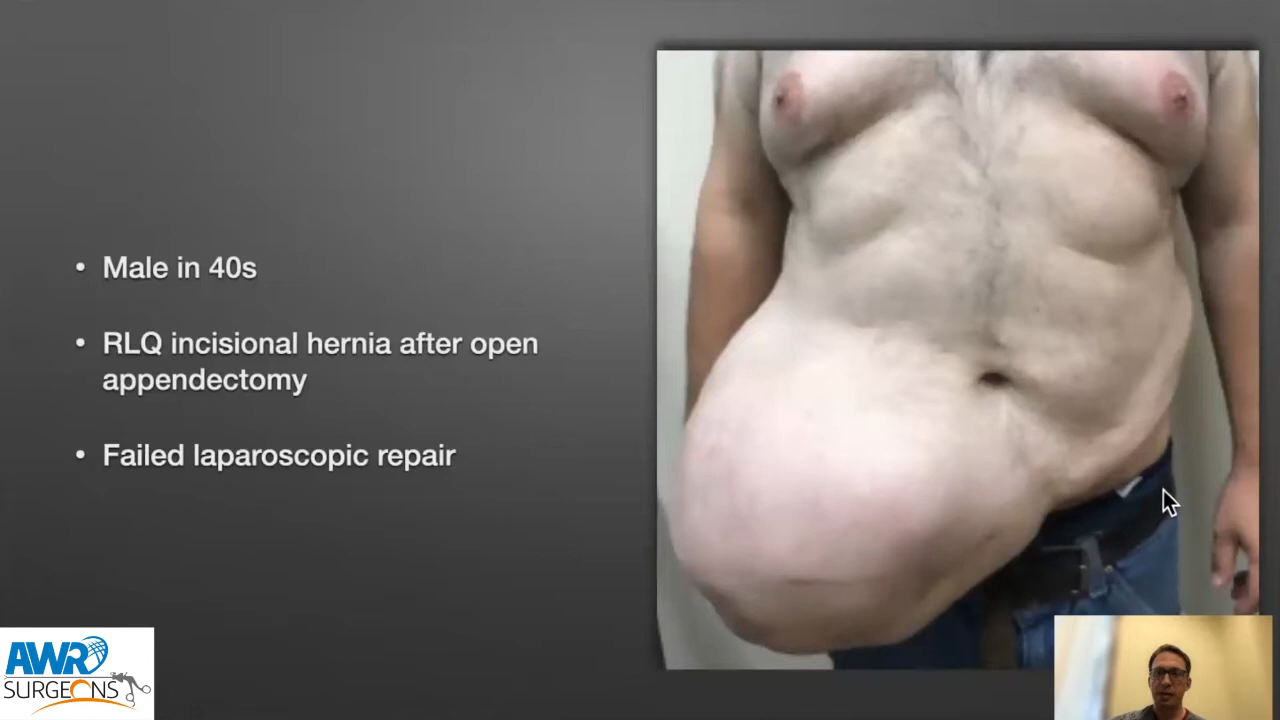 • Male in 40s
• RLQ incisional hernia after open
appendectomy
• Failed laparoscopic repair
AWR
SURGEONS